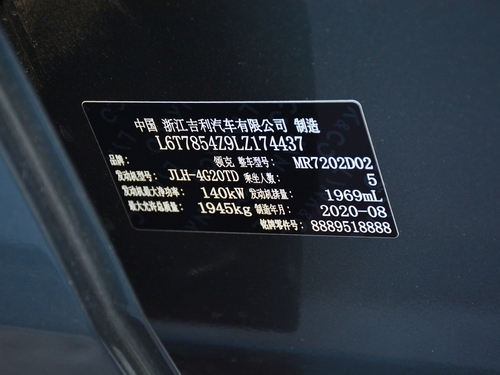 中国 浙江吉利汽车有限公司 制造
L6T7854Z9LZ174437
品牌: 领克 整车型号: MR7202D02
发动机型号: JLH-4G20TD 乘坐人数: 5
发动机最大净功率: 140kW 发动机排量: 1969mL
最大允许总质量: 1945kg 制造年月: 2020-08
铭牌零件号: 8889518888